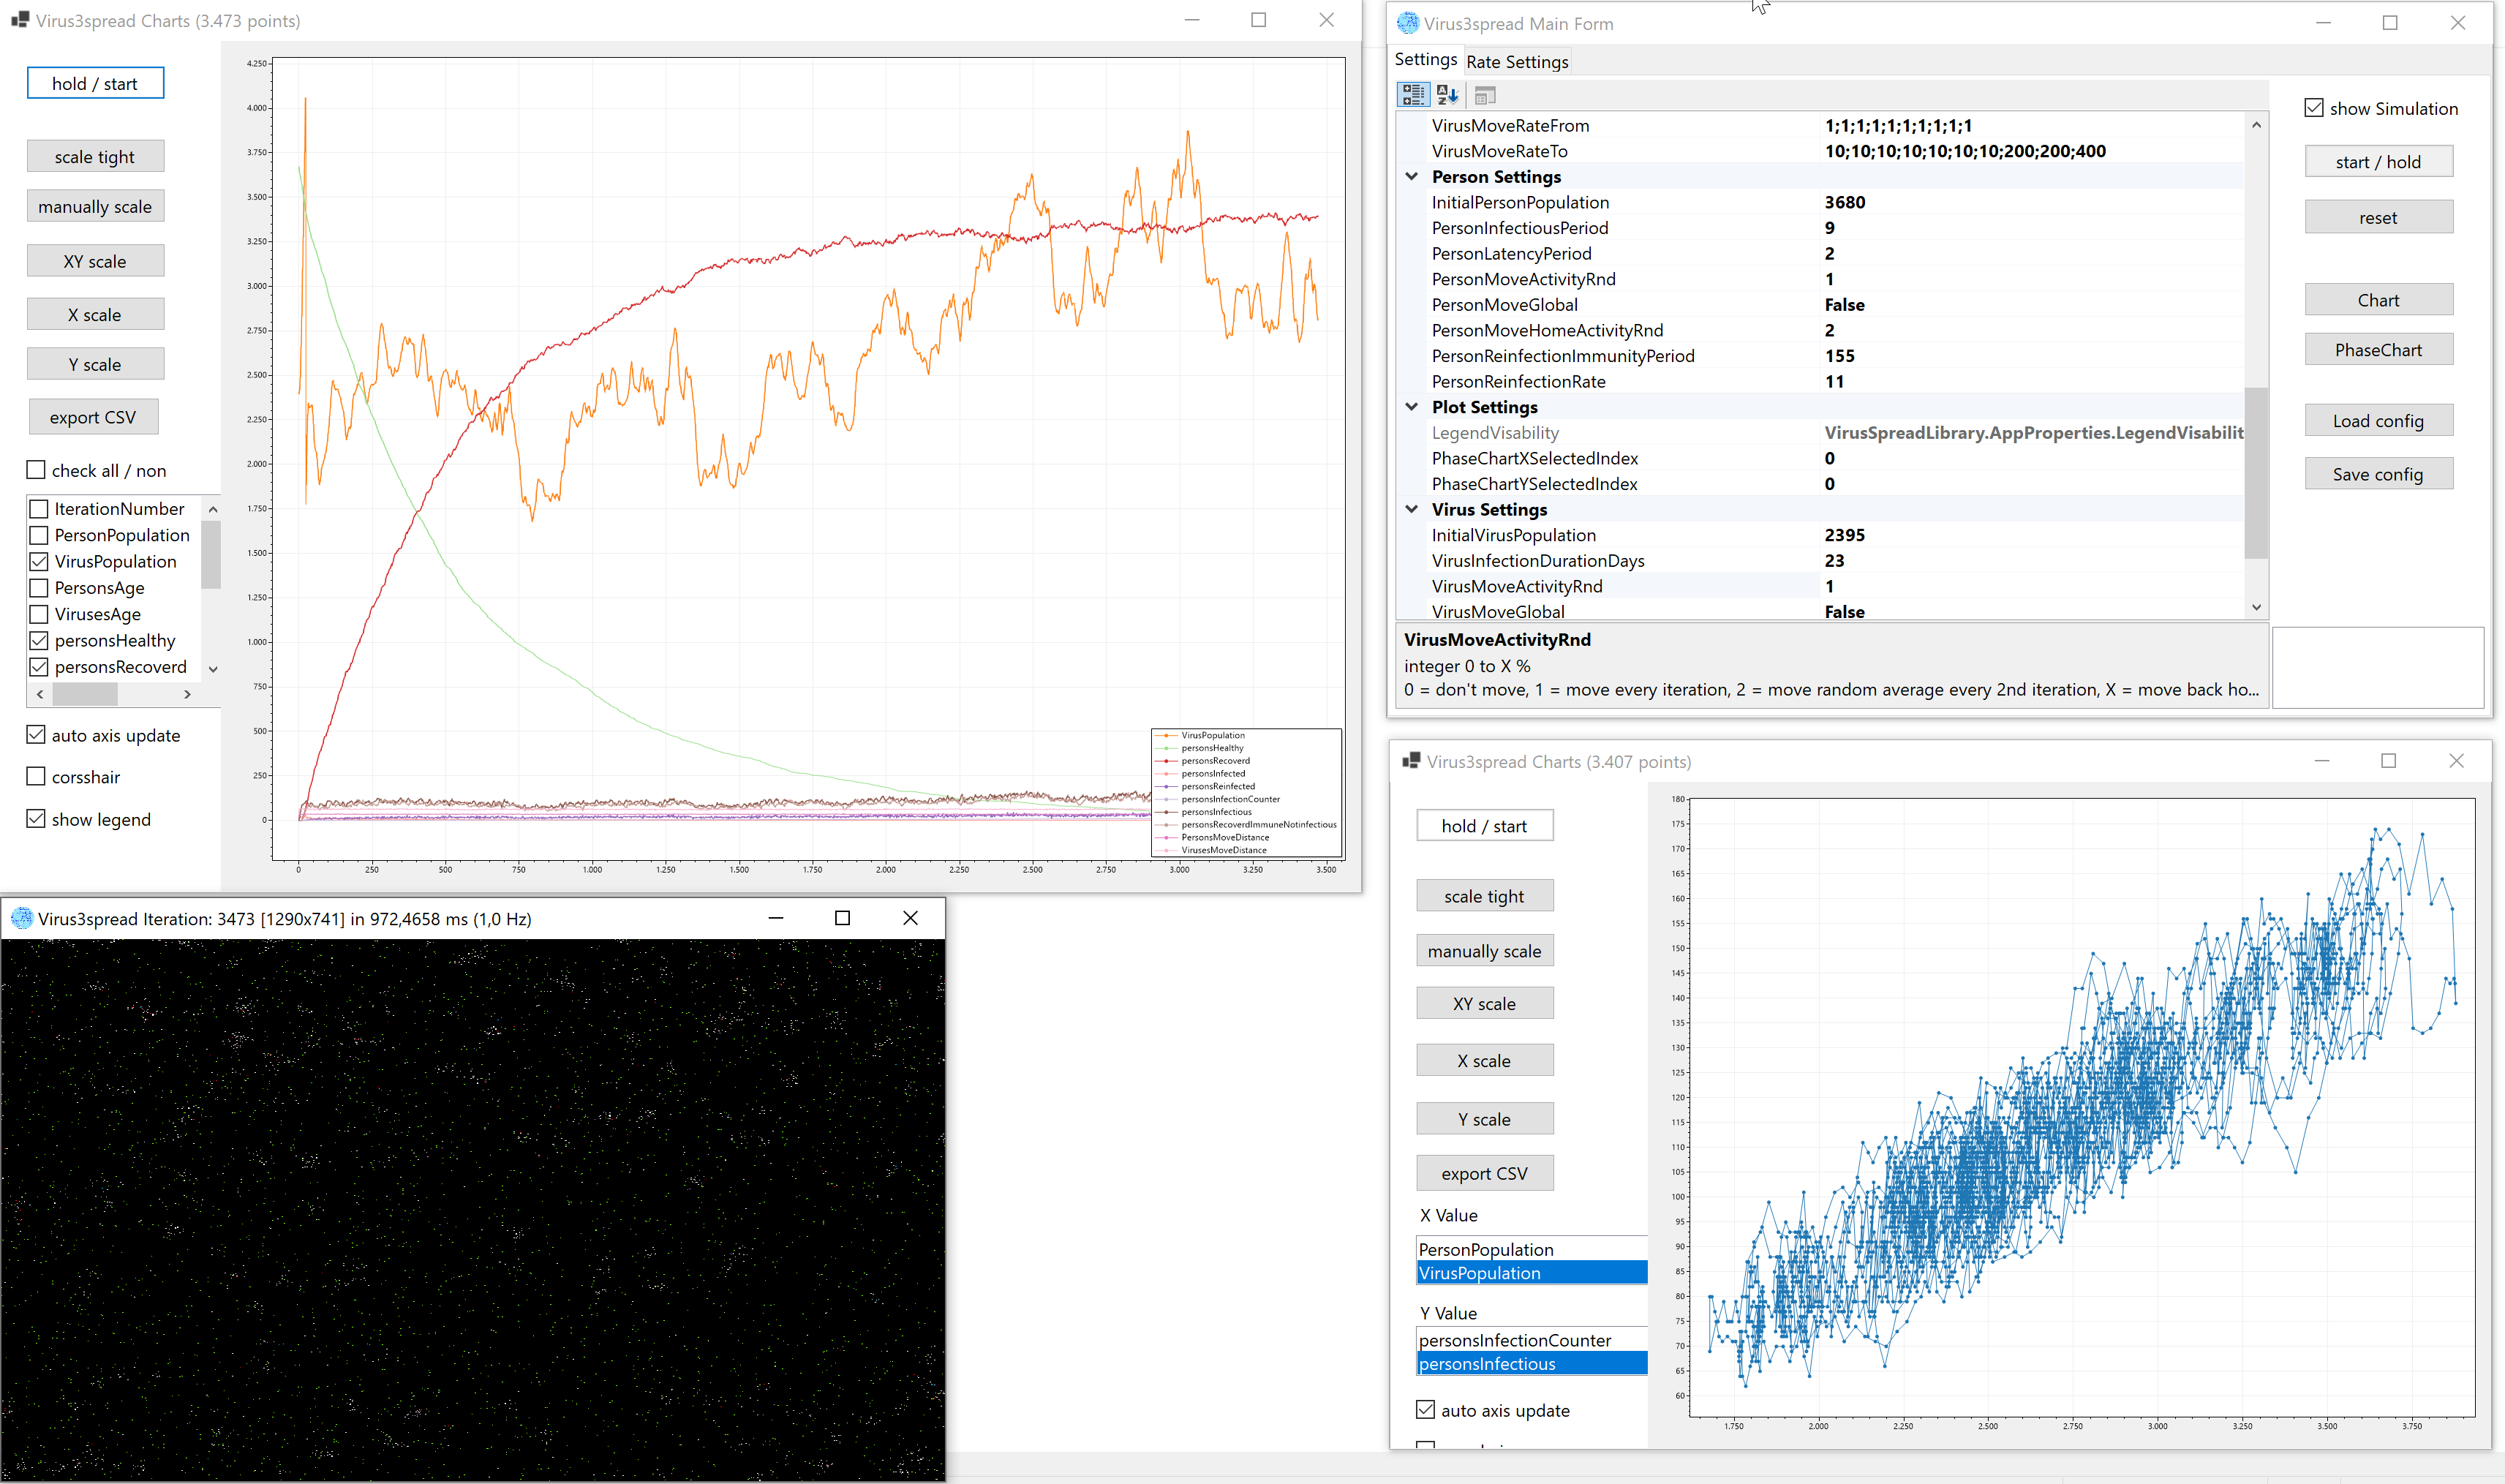 Virus3spread Charts (3.473 points)
hold / start
scale tight
manually scale
XY scale
X scale
Y scale
export CSV
check all / non
IterationNumber
PersonPopulation
VirusPopulation
PersonsAge
VirusesAge
personsHealthy
personsRecoverd
auto axis update
corsshair
show legend
4.250
4.000
3.750
3.500
3.250
3.000
2.750
2.500
2.250
2.000
1.750
1.500
1.250
1.000
750
500
250
0
0 250 500 750 1.000 1.250 1.500 1.750 2.000 2.250 2.500 2.750 3.000 3.250 3.500
VirusPopulation
personsHealthy
personsRecoverd
personsInfected
personsReinfected
personsInfectionCounter
personsInfectious
personsRecoverdImmuneNotinfectious
PersonsMoveDistance
VirusesMoveDistance
Virus3spread Main Form
Settings Rate Settings
VirusMoveRateFrom 1;1;1;1;1;1;1;1;1;1
VirusMoveRateTo 10;10;10;10;10;10;10;200;200;400
Person Settings
InitialPersonPopulation 3680
PersonInfectiousPeriod 9
PersonLatencyPeriod 2
PersonMoveActivityRnd 1
PersonMoveGlobal False
PersonMoveHomeActivityRnd 2
PersonReinfectionImmunityPeriod 155
PersonReinfectionRate 11
Plot Settings
LegendVisability VirusSpreadLibrary.AppProperties.LegendVisabilit
PhaseChartXSelectedIndex 0
PhaseChartYSelectedIndex 0
Virus Settings
InitialVirusPopulation 2395
VirusInfectionDurationDays 23
VirusMoveActivityRnd 1
VirusMoveGlobal False
VirusMoveActivityRnd
integer 0 to X %
0 = don't move, 1 = move every iteration, 2 = move random average every 2nd iteration, X = move back ho...
show Simulation
start / hold
reset
Chart
PhaseChart
Load config
Save config
Virus3spread Iteration: 3473 [1290x741] in 972,4658 ms (1,0 Hz)
Virus3spread Charts (3.407 points)
hold / start
scale tight
manually scale
XY scale
X scale
Y scale
export CSV
X Value
PersonPopulation
VirusPopulation
Y Value
personsInfectionCounter
personsInfectious
auto axis update
180
175
170
165
160
155
150
145
140
135
130
125
120
115
110
105
100
95
90
85
80
75
70
65
60
1.750 2.000 2.250 2.500 2.750 3.000 3.250 3.500 3.750